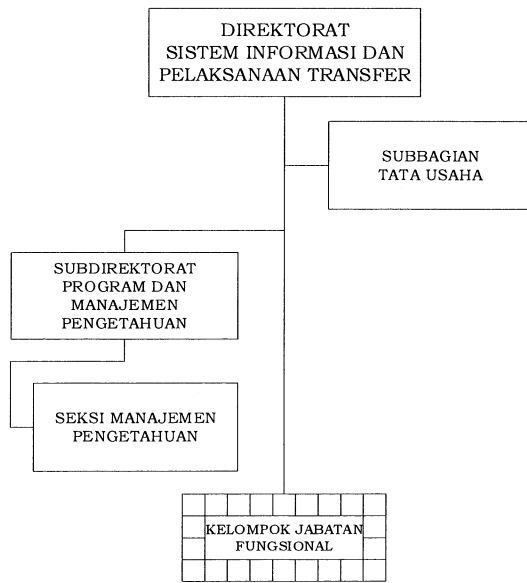 DIREKTORAT
SISTEM INFORMASI DAN
PELAKSANAAN TRANSFER
SUBBAGIAN
TATA USAHA
SUBDIREKTORAT
PROGRAM DAN
MANAJEMEN
PENGETAHUAN
SEKSI MANAJEMEN
PENGETAHUAN
KELOMPOK JABATAN
FUNGSIONAL